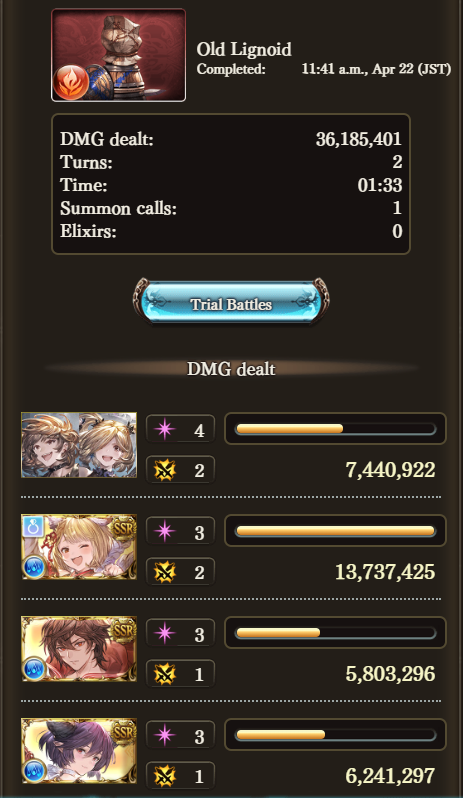 Old Lignoid
Completed: 11:41 a.m., Apr 22 (JST)
DMG dealt: 36,185,401
Turns: 2
Time: 01:33
Summon calls: 1
Elixirs: 0
Trial Battles
DMG dealt
4
2
7,440,922
SSR
3
2
13,737,425
SSR
3
1
5,803,296
SSR
3
1
6,241,297